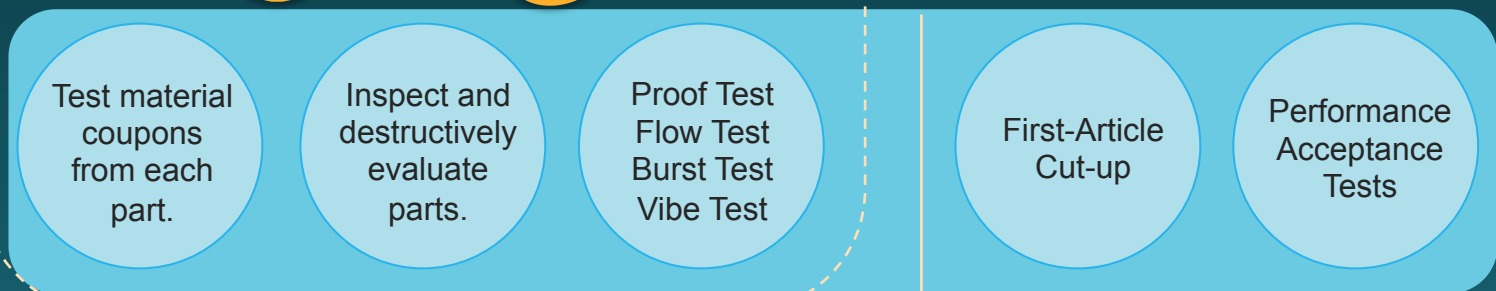 Test material
coupons
from each
part.
Inspect and
destructively
evaluate
parts.
Proof Test
Flow Test
Burst Test
Vibe Test
First-Article
Cut-up
Performance
Acceptance
Tests